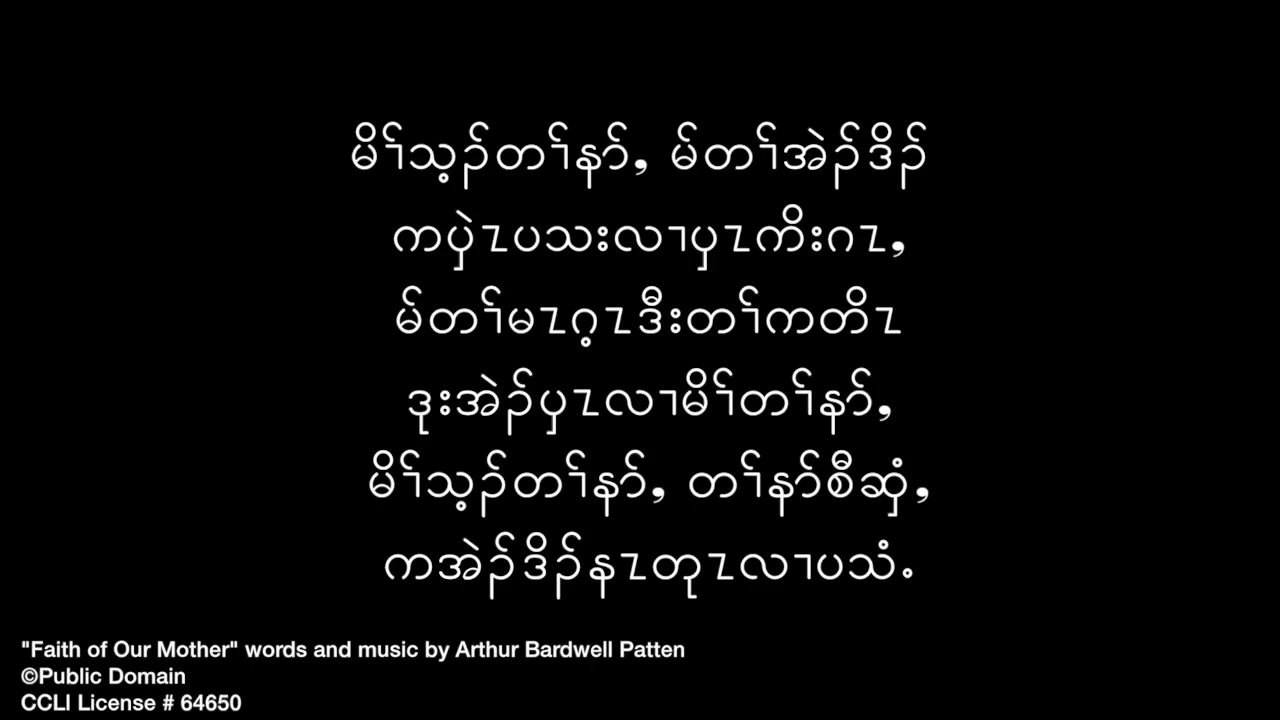 မိၢ်သ့ၣ်တၢ်နာ်, မ်တၢ်အဲၣ်ဒိၣ်
ကပှဲၤပသးလၢပှၤကိးဂၤ,
မ်တၢ်မၤဂ့ၤဒီးတၢ်ကတိၤ
ဒုးအဲၣ်ပှၤလၢမိၢ်တၢ်နာ်,
မိၢ်သ့ၣ်တၢ်နာ်, တၢ်နာ်စီဆှံ,
ကအဲၣ်ဒိၣ်နၤတုၤလၢပသံ.
"Faith of Our Mother" words and music by Arthur Bardwell Patten
©Public Domain
CCLI License # 64650